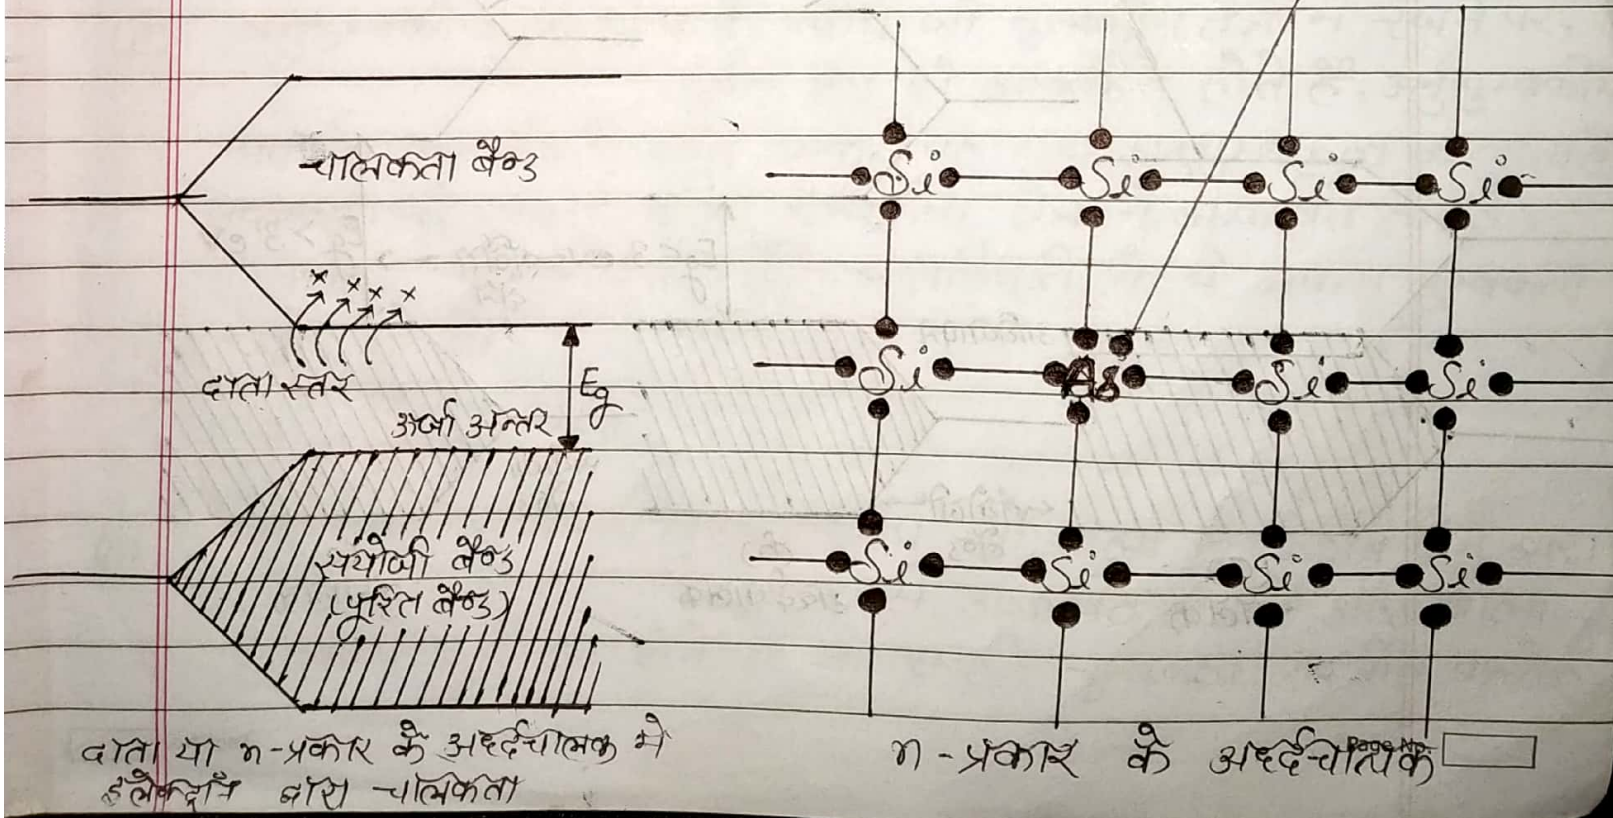 चालकता बैन्ड
दाता स्तर
Eg
ऊर्जा अन्तर
संयोजी बैन्ड
(पूरित बैन्ड)
दाता या n-प्रकार के अर्द्धचालक मे
इलेक्ट्रॉन द्वारा चालकता
Si Si Si Si
Si As Si Si
Si Si Si Si
n-प्रकार के अर्द्धचालक
Page No.